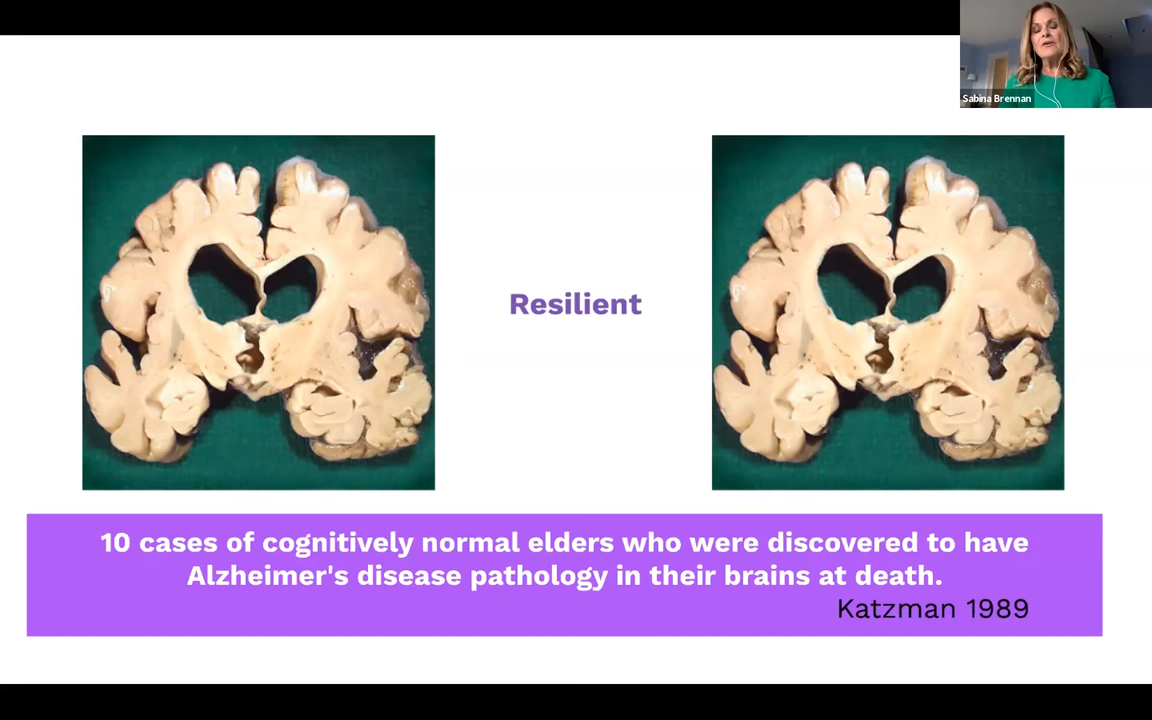 Sabina Brennan
Resilient
10 cases of cognitively normal elders who were discovered to have
Alzheimer's disease pathology in their brains at death.
Katzman 1989